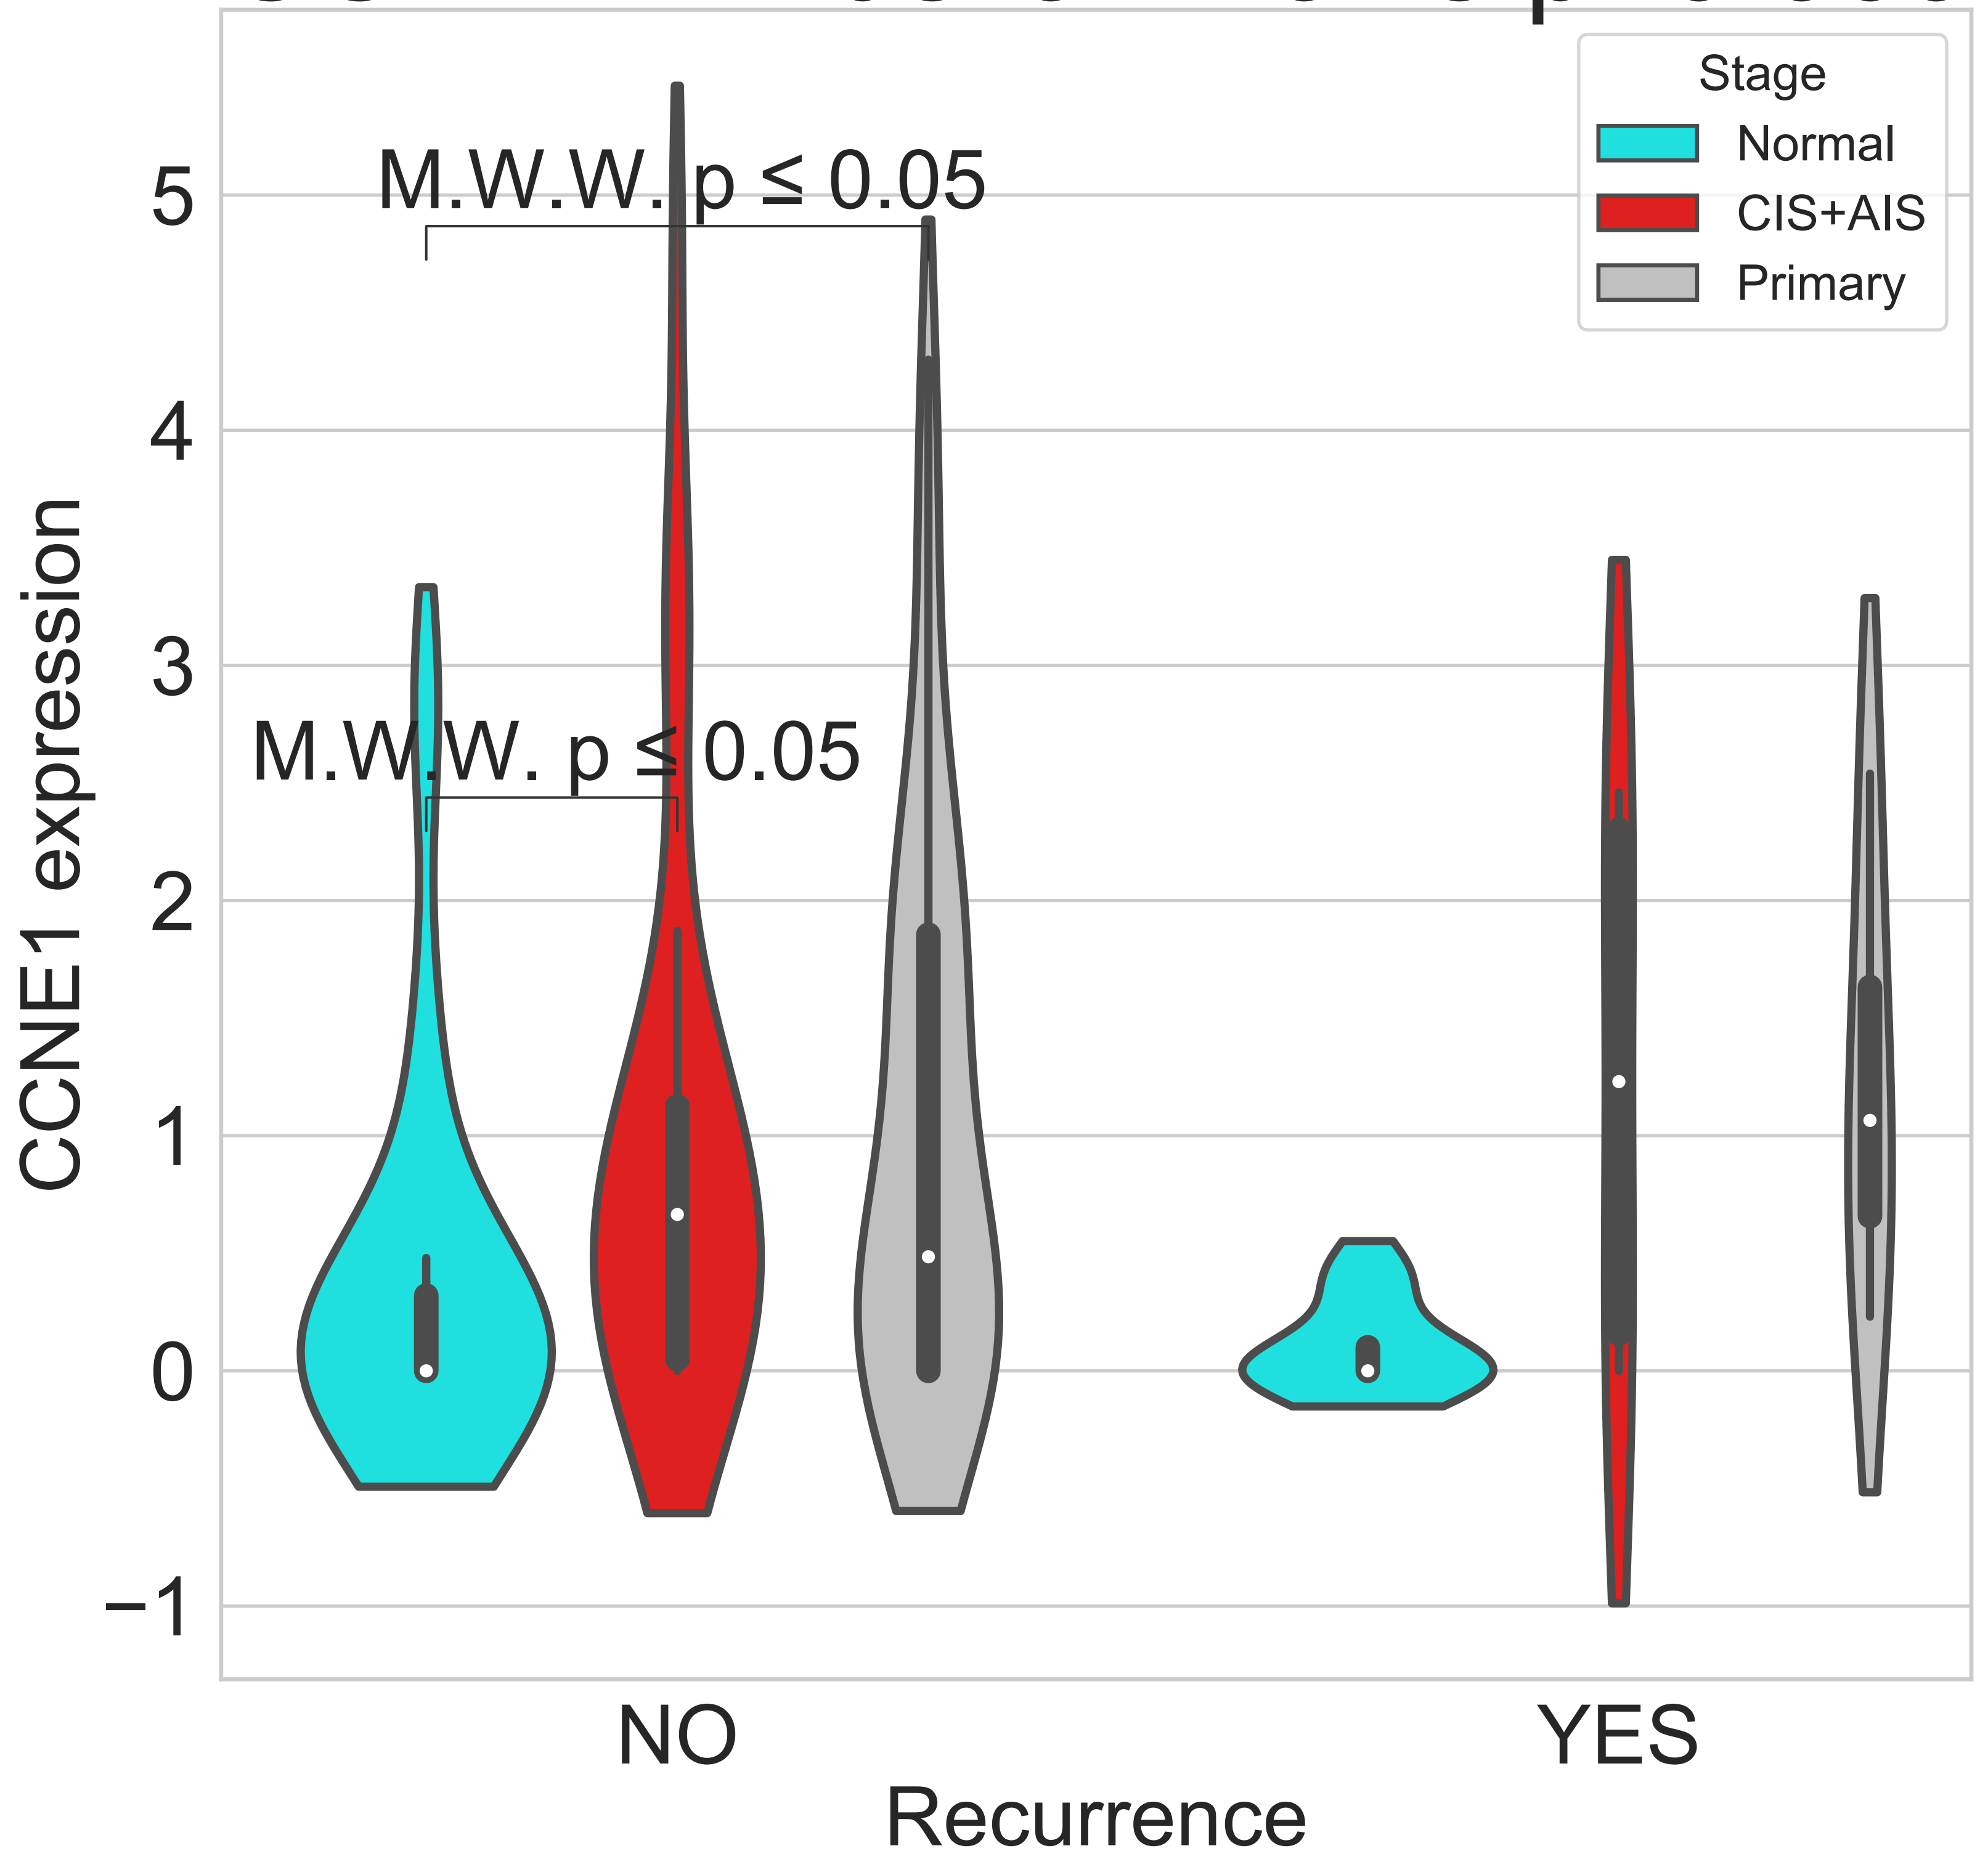 Stage
Normal
CIS+AIS
Primary
M.W.W. p ≤ 0.05
M.W.W. p ≤ 0.05
5
4
3
2
1
0
−1
CCNE1 expression
NO
YES
Recurrence